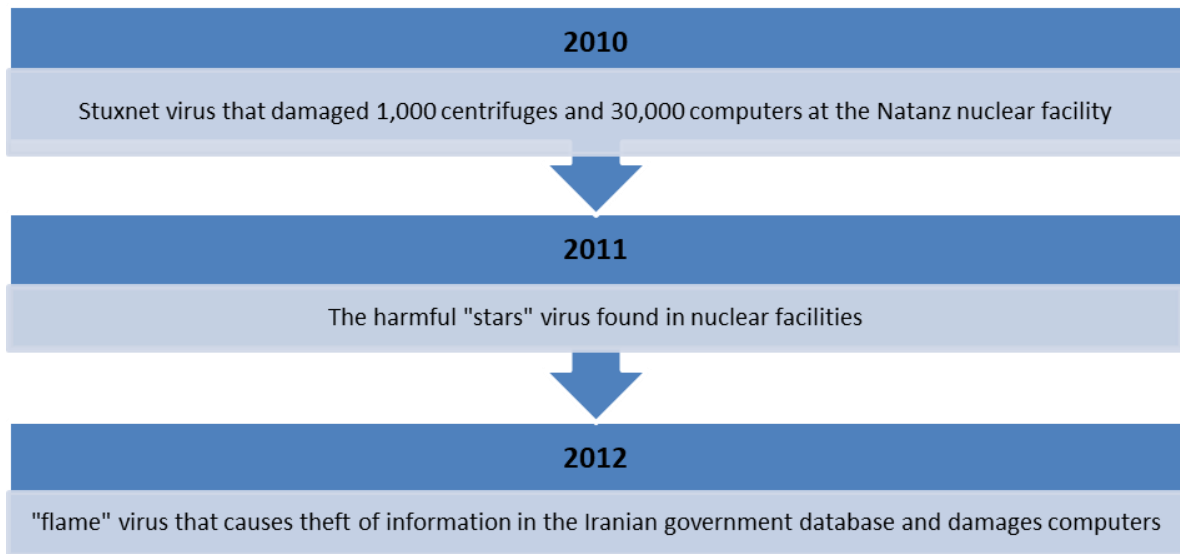 2010
Stuxnet virus that damaged 1,000 centrifuges and 30,000 computers at the Natanz nuclear facility
2011
The harmful "stars" virus found in nuclear facilities
2012
"flame" virus that causes theft of information in the Iranian government database and damages computers